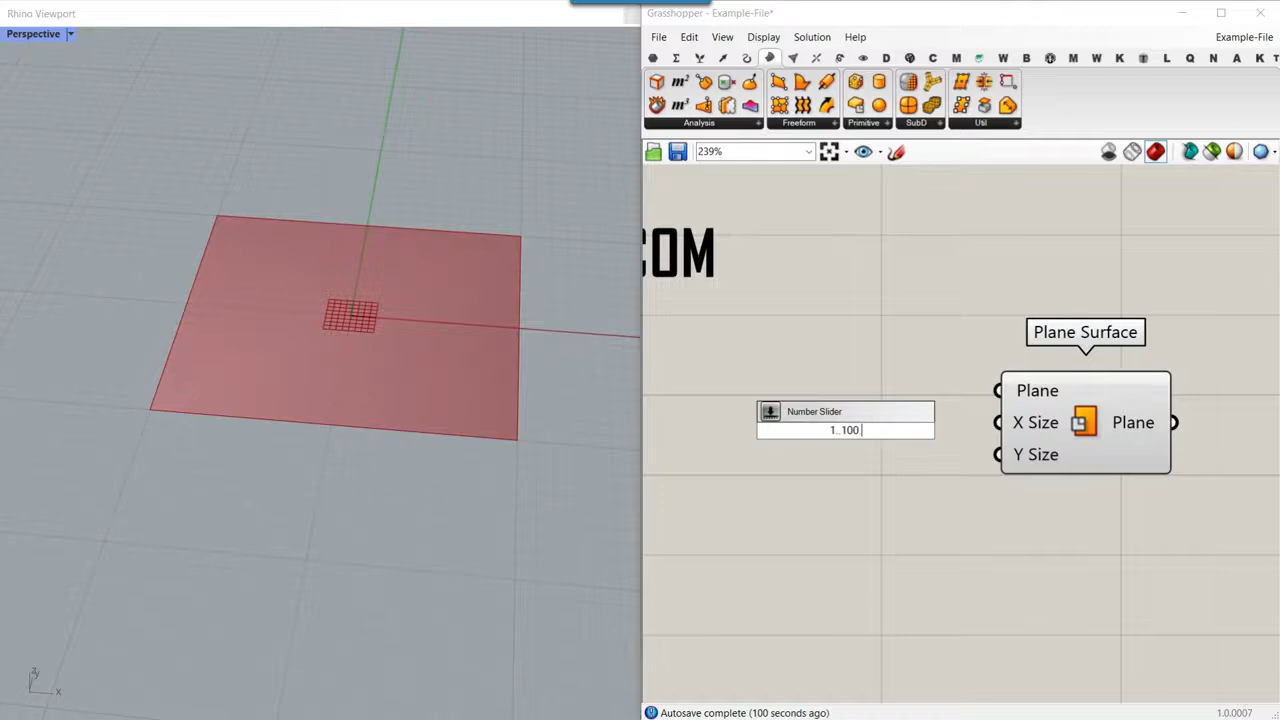 Rhino Viewport
Perspective
Grasshopper - Example-File*
File Edit View Display Solution Help
Example-File
D C M W B M W K L Q N A K T
m²
m³
Analysis Freeform Primitive SubD Util
239%
COM
Plane Surface
Plane
X Size
Y Size
Plane
Number Slider
1..100
Autosave complete (100 seconds ago)
1.0.0007
y
x